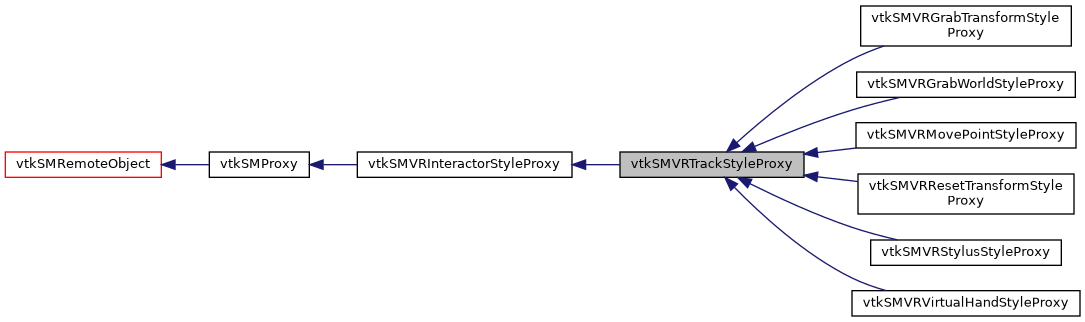 vtkSMRemoteObject
vtkSMProxy
vtkSMVRInteractorStyleProxy
vtkSMVRTrackStyleProxy
vtkSMVRGrabTransformStyle
Proxy
vtkSMVRGrabWorldStyleProxy
vtkSMVRMovePointStyleProxy
vtkSMVRResetTransformStyle
Proxy
vtkSMVRStylusStyleProxy
vtkSMVRVirtualHandStyleProxy